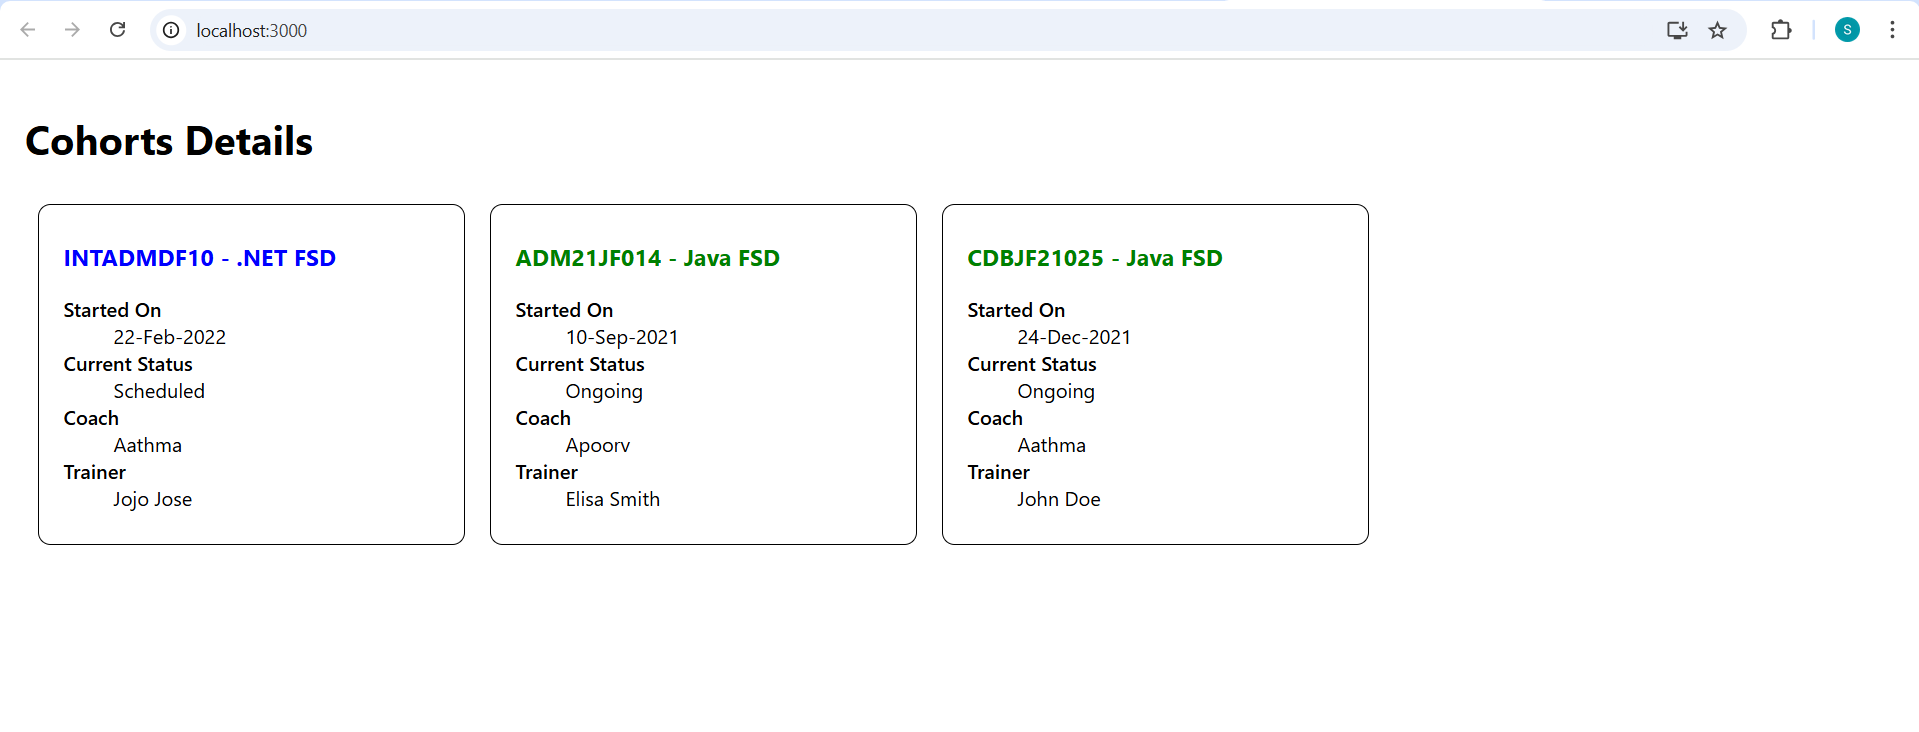 localhost:3000
S
Cohorts Details
INTADMDF10 - .NET FSD
Started On
22-Feb-2022
Current Status
Scheduled
Coach
Aathma
Trainer
Jojo Jose
ADM21JF014 - Java FSD
Started On
10-Sep-2021
Current Status
Ongoing
Coach
Apoorv
Trainer
Elisa Smith
CDBJF21025 - Java FSD
Started On
24-Dec-2021
Current Status
Ongoing
Coach
Aathma
Trainer
John Doe